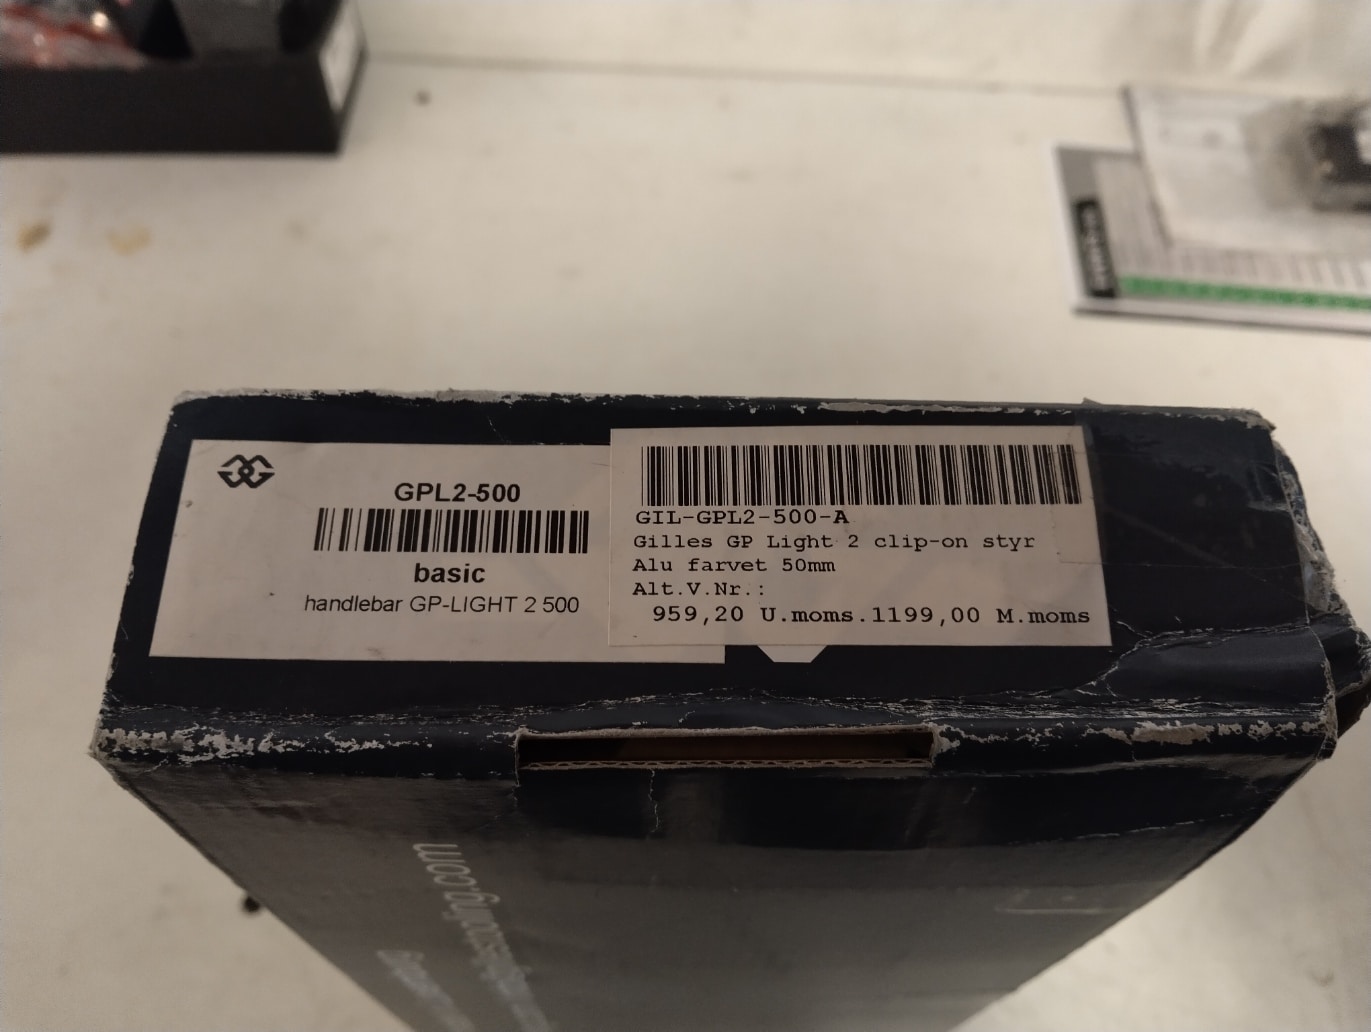 GPL2-500
basic
handlebar GP-LIGHT 2 500
GIL-GPL2-500-A
Gilles GP Light 2 clip-on styr
Alu farvet 50mm
Alt.V.Nr.:
959,20 U.moms.1199,00 M.moms